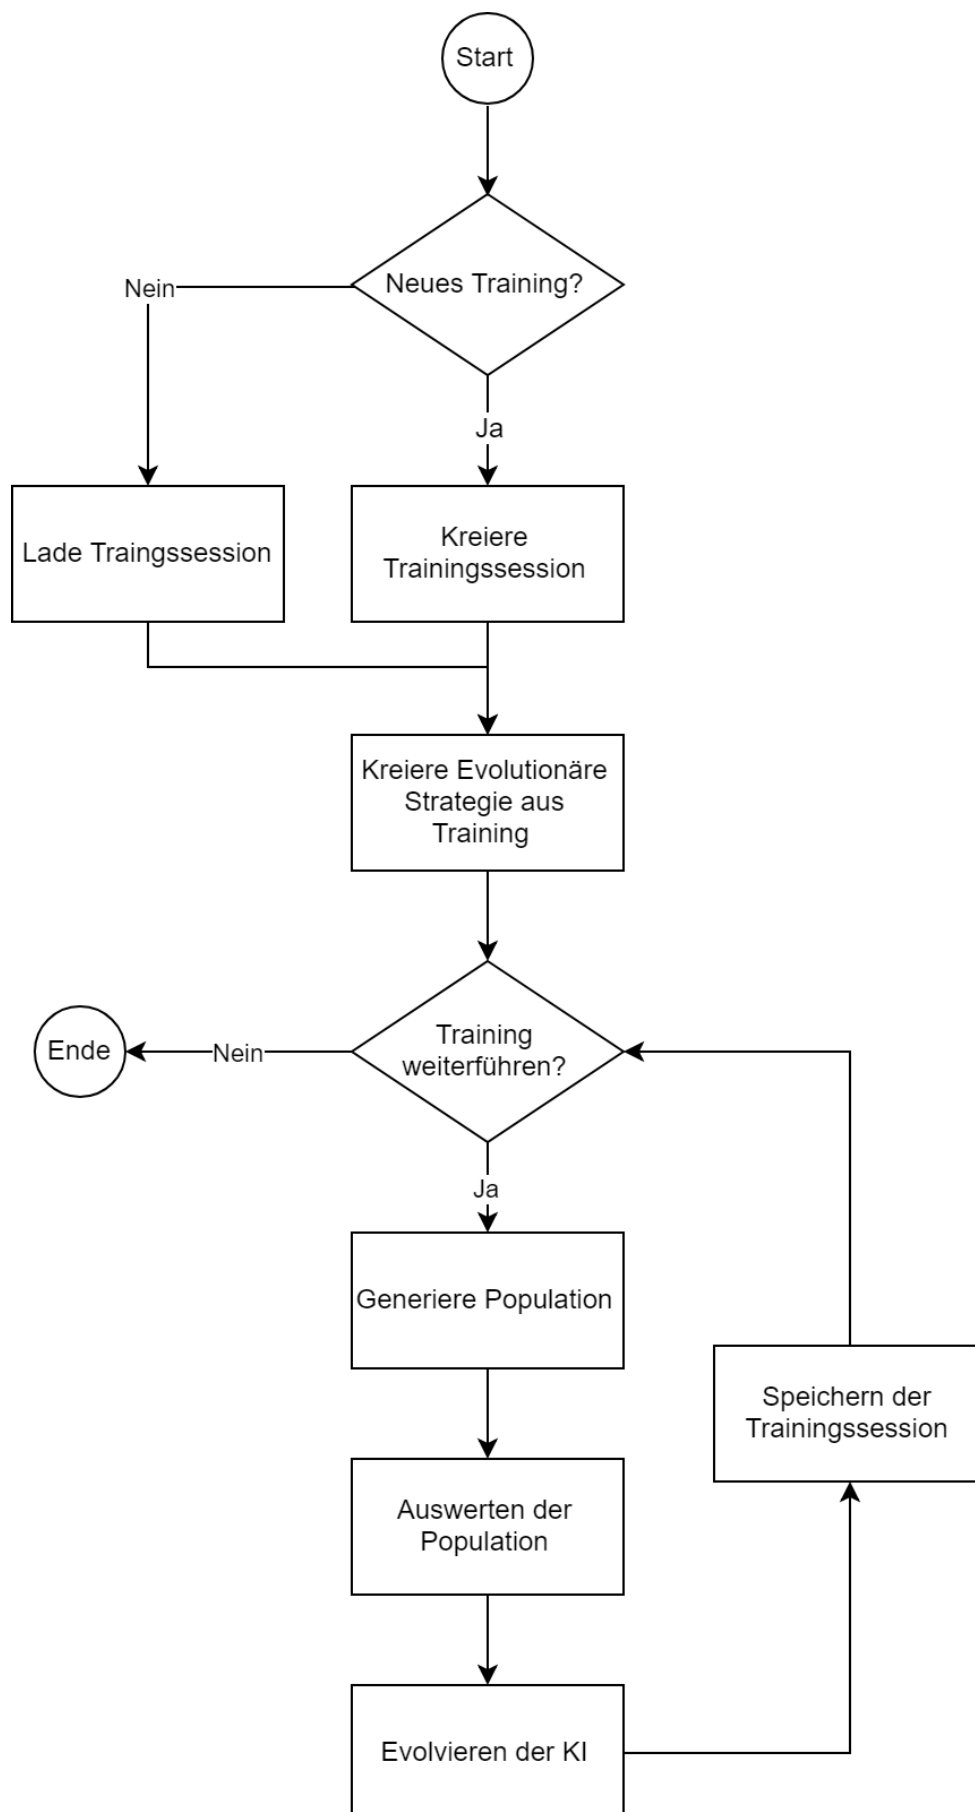 Start
Neues Training?
Nein
Ja
Lade Traingssession
Kreiere
Trainingssession
Kreiere Evolutionäre
Strategie aus
Training
Training
weiterführen?
Nein
Ende
Ja
Generiere Population
Speichern der
Trainingssession
Auswerten der
Population
Evolvieren der KI